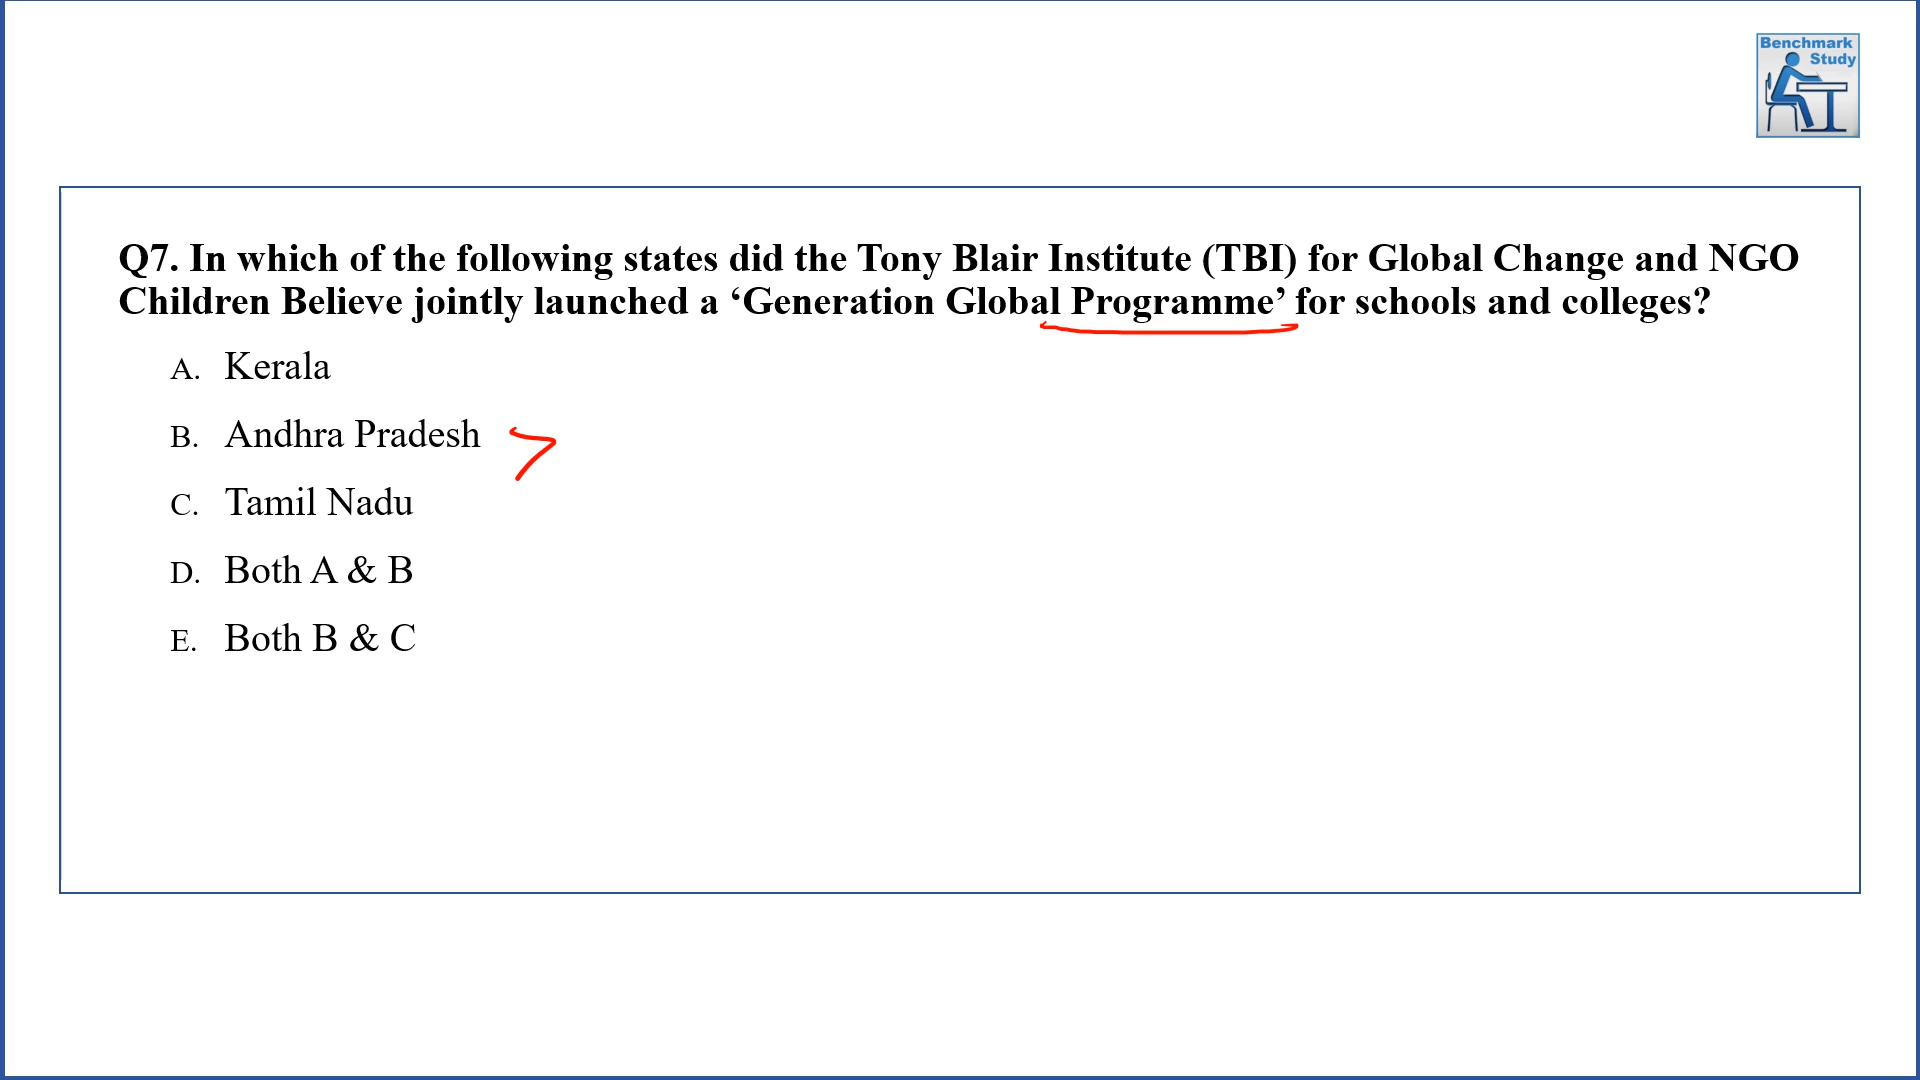 Benchmark
Study
Q7. In which of the following states did the Tony Blair Institute (TBI) for Global Change and NGO
Children Believe jointly launched a ‘Generation Global Programme’ for schools and colleges?
A. Kerala
B. Andhra Pradesh
C. Tamil Nadu
D. Both A & B
E. Both B & C